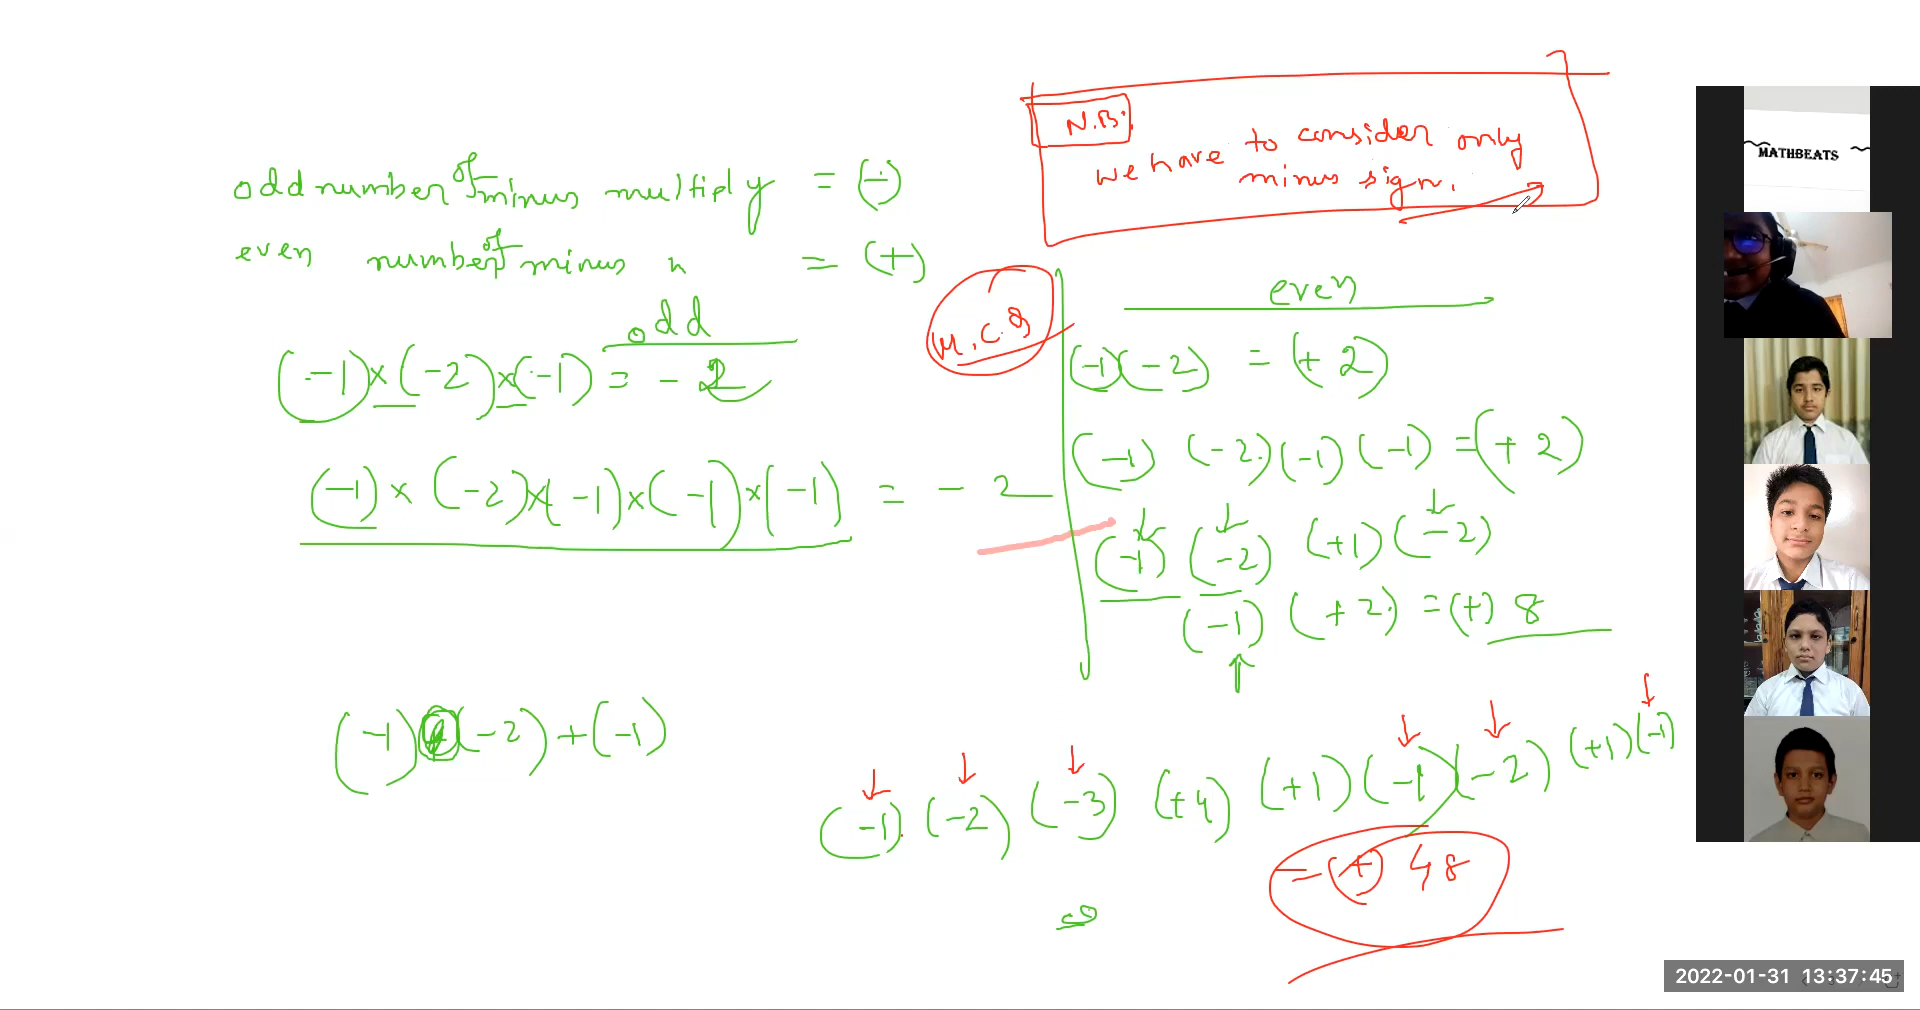 N.B:
we have to consider only
minus sign.
odd number of minus multiply = (-)
even number of minus 〃 = (+)
odd
(-1)×(-2)×(-1) = -2
(-1)×(-2)×(-1)×(-1)×(-1) = -2
M.C.Q
even
(-1)(-2) = (+2)
(-1) (-2)(-1)(-1) = (+2)
(-1) (-2) (+1) (-2)
(-1) (+2) = (+) 8
(-1) (-2) + (-1)
(-1) (-2) (-3) (+4) (+1) (-1) (-2) (+1) (-1)
= (+) 48
MATHBEATS
2022-01-31 13:37:45